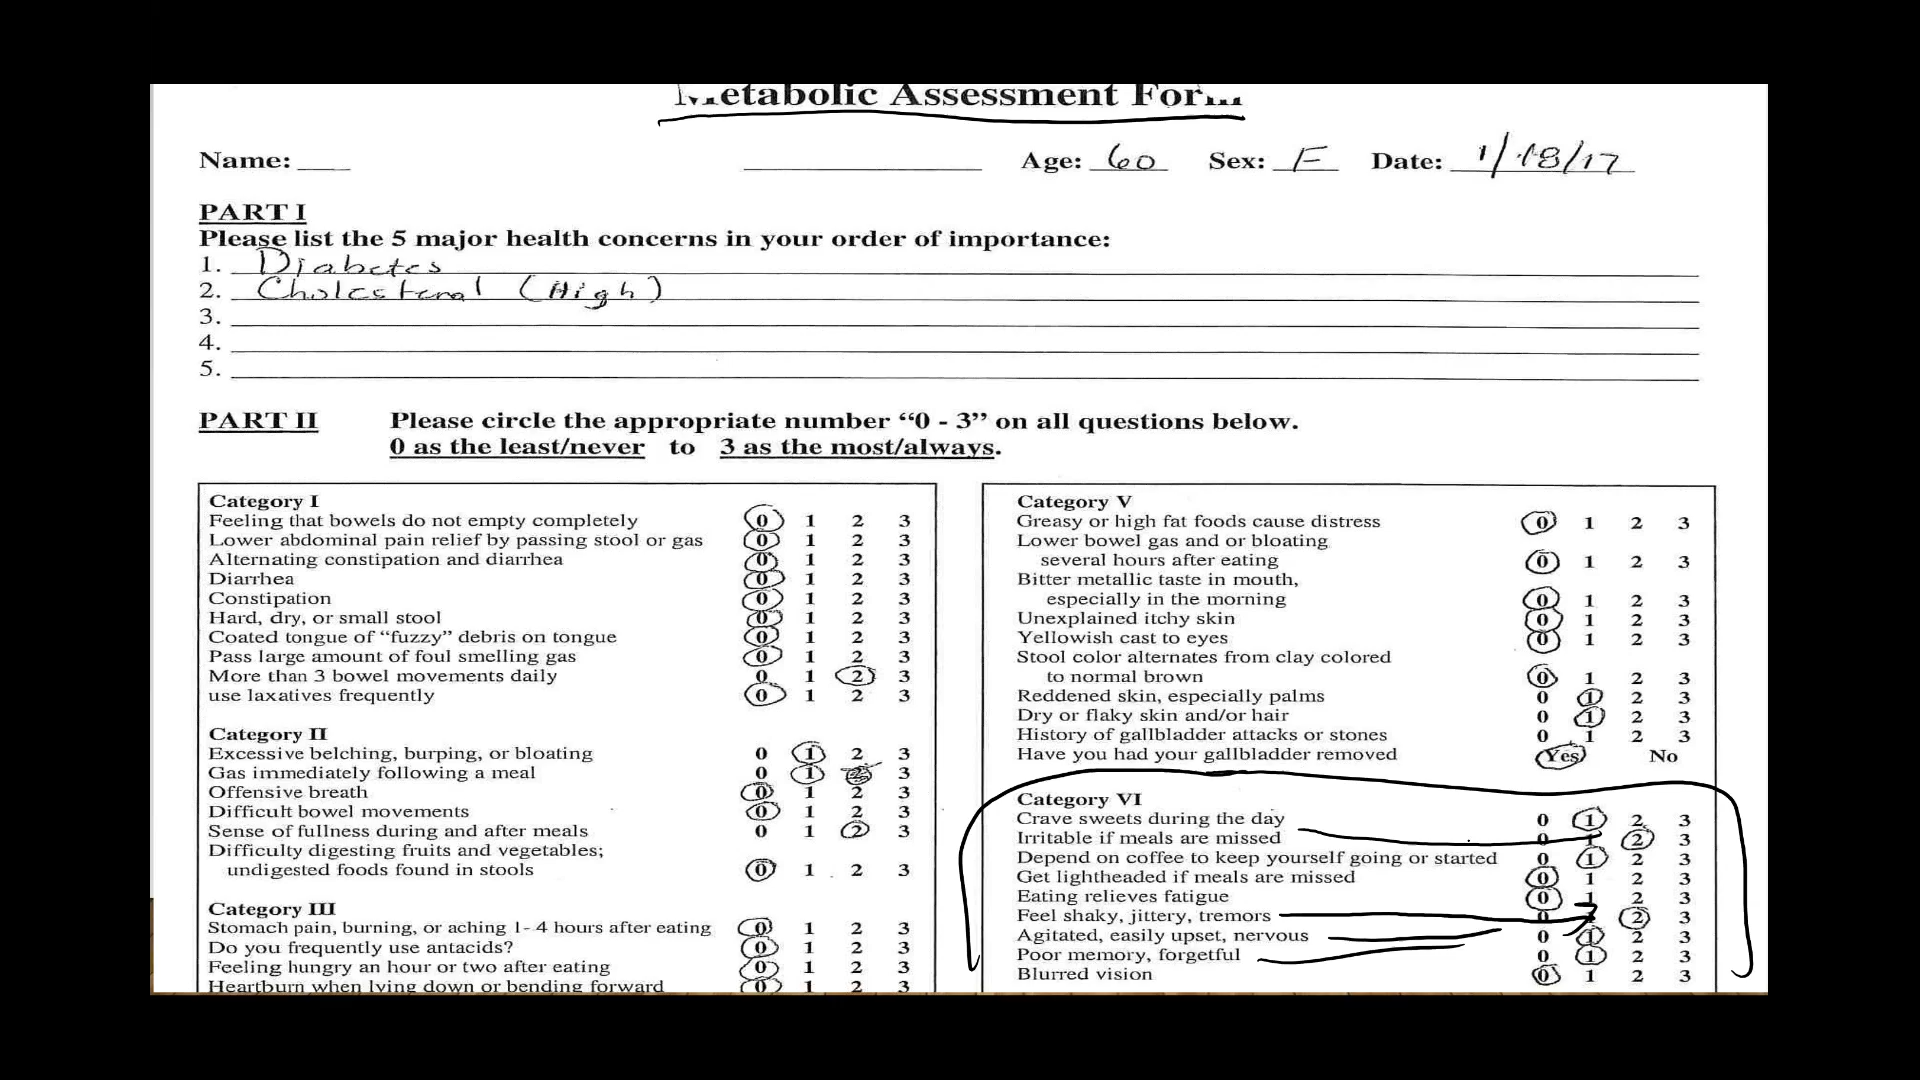 Metabolic Assessment Form
Name: ___ Age: 60 Sex: F Date: 1/18/17
PART I
Please list the 5 major health concerns in your order of importance:
1. Diabetes
2. Cholesteral (High)
3.
4.
5.
PART II Please circle the appropriate number “0 - 3” on all questions below.
0 as the least/never to 3 as the most/always.
Category I
Feeling that bowels do not empty completely 0 1 2 3
Lower abdominal pain relief by passing stool or gas 0 1 2 3
Alternating constipation and diarrhea 0 1 2 3
Diarrhea 0 1 2 3
Constipation 0 1 2 3
Hard, dry, or small stool 0 1 2 3
Coated tongue of “fuzzy” debris on tongue 0 1 2 3
Pass large amount of foul smelling gas 0 1 2 3
More than 3 bowel movements daily 0 1 2 3
use laxatives frequently 0 1 2 3
Category II
Excessive belching, burping, or bloating 0 1 2 3
Gas immediately following a meal 0 1 2 3
Offensive breath 0 1 2 3
Difficult bowel movements 0 1 2 3
Sense of fullness during and after meals 0 1 2 3
Difficulty digesting fruits and vegetables;
undigested foods found in stools 0 1 2 3
Category III
Stomach pain, burning, or aching 1- 4 hours after eating 0 1 2 3
Do you frequently use antacids? 0 1 2 3
Feeling hungry an hour or two after eating 0 1 2 3
Heartburn when lying down or bending forward 0 1 2 3
Category V
Greasy or high fat foods cause distress 0 1 2 3
Lower bowel gas and or bloating
several hours after eating 0 1 2 3
Bitter metallic taste in mouth,
especially in the morning 0 1 2 3
Unexplained itchy skin 0 1 2 3
Yellowish cast to eyes 0 1 2 3
Stool color alternates from clay colored
to normal brown 0 1 2 3
Reddened skin, especially palms 0 1 2 3
Dry or flaky skin and/or hair 0 1 2 3
History of gallbladder attacks or stones 0 1 2 3
Have you had your gallbladder removed Yes No
Category VI
Crave sweets during the day 0 1 2 3
Irritable if meals are missed 0 1 2 3
Depend on coffee to keep yourself going or started 0 1 2 3
Get lightheaded if meals are missed 0 1 2 3
Eating relieves fatigue 0 1 2 3
Feel shaky, jittery, tremors 0 1 2 3
Agitated, easily upset, nervous 0 1 2 3
Poor memory, forgetful 0 1 2 3
Blurred vision 0 1 2 3